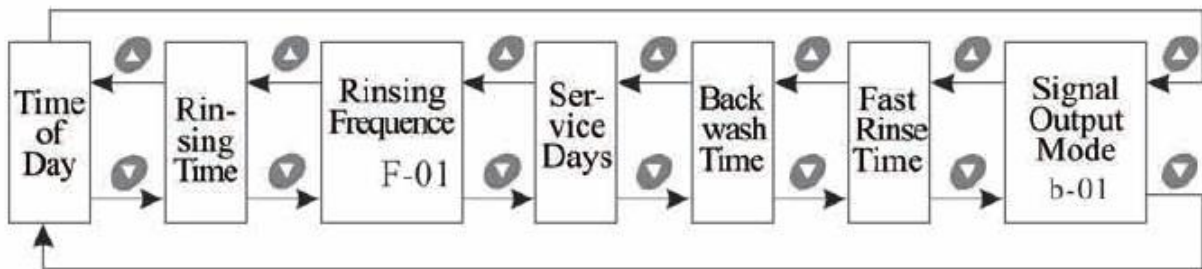 Time
of
Day
Rin-
sing
Time
Rinsing
Frequence
F-01
Ser-
vice
Days
Back
wash
Time
Fast
Rinse
Time
Signal
Output
Mode
b-01